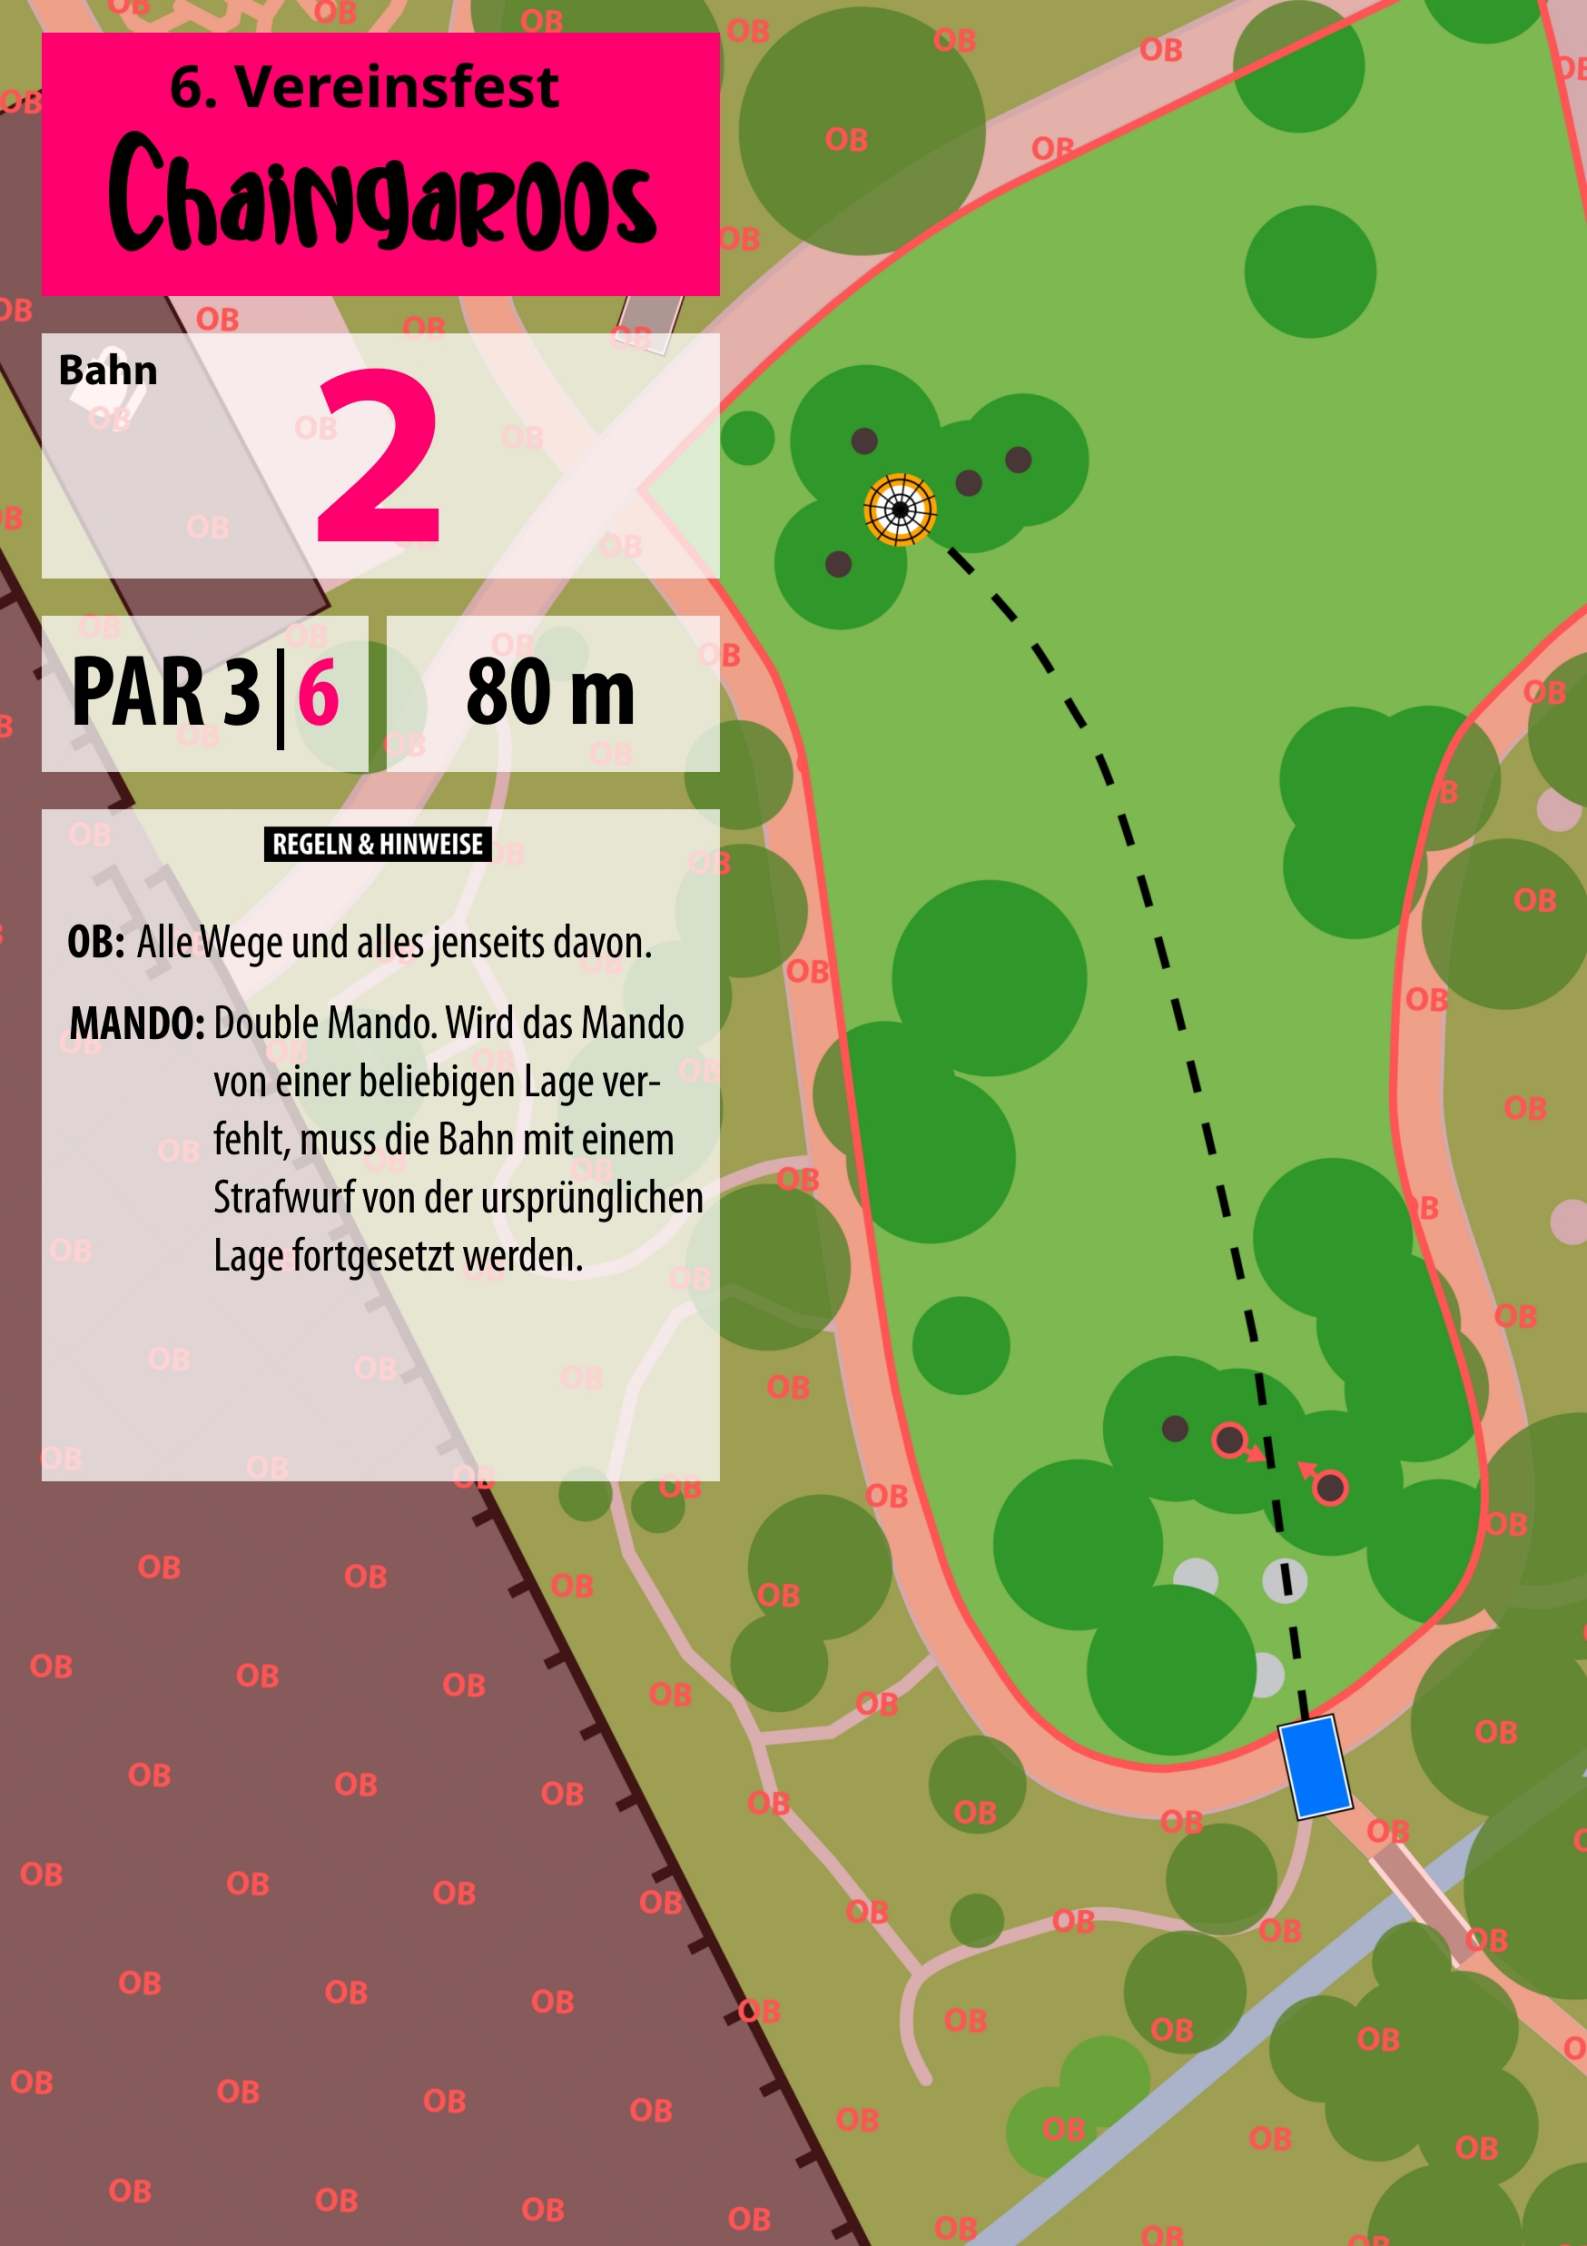 6. Vereinsfest
Chaingaroos
Bahn
2
PAR 3|6
80 m
REGELN & HINWEISE
OB: Alle Wege und alles jenseits davon.
MANDO: Double Mando. Wird das Mando
von einer beliebigen Lage ver-
fehlt, muss die Bahn mit einem
Strafwurf von der ursprünglichen
Lage fortgesetzt werden.
OB